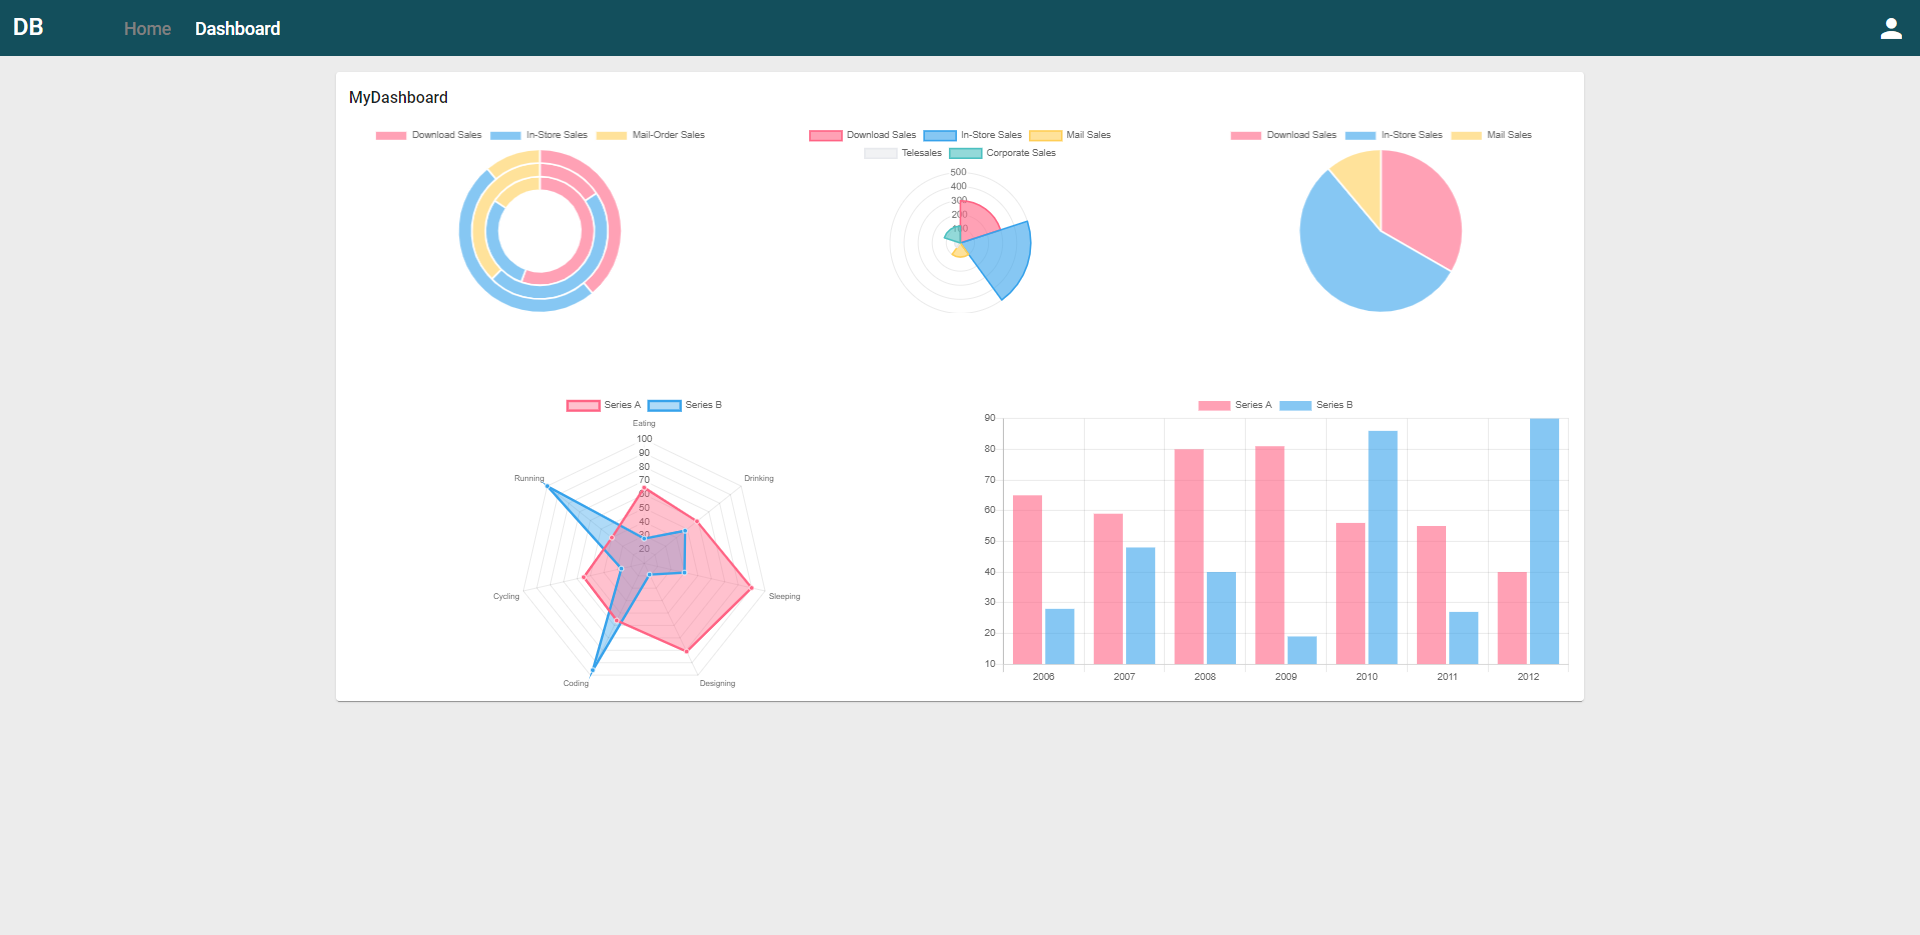 DB Home Dashboard
MyDashboard
Download Sales In-Store Sales Mail-Order Sales
Download Sales In-Store Sales Mail Sales
Telesales Corporate Sales
500
400
300
200
100
Download Sales In-Store Sales Mail Sales
Series A Series B
Eating
100
90
80
70
60
50
40
30
20
Running
Drinking
Cycling
Sleeping
Coding
Designing
Series A Series B
90
80
70
60
50
40
30
20
10
2006 2007 2008 2009 2010 2011 2012